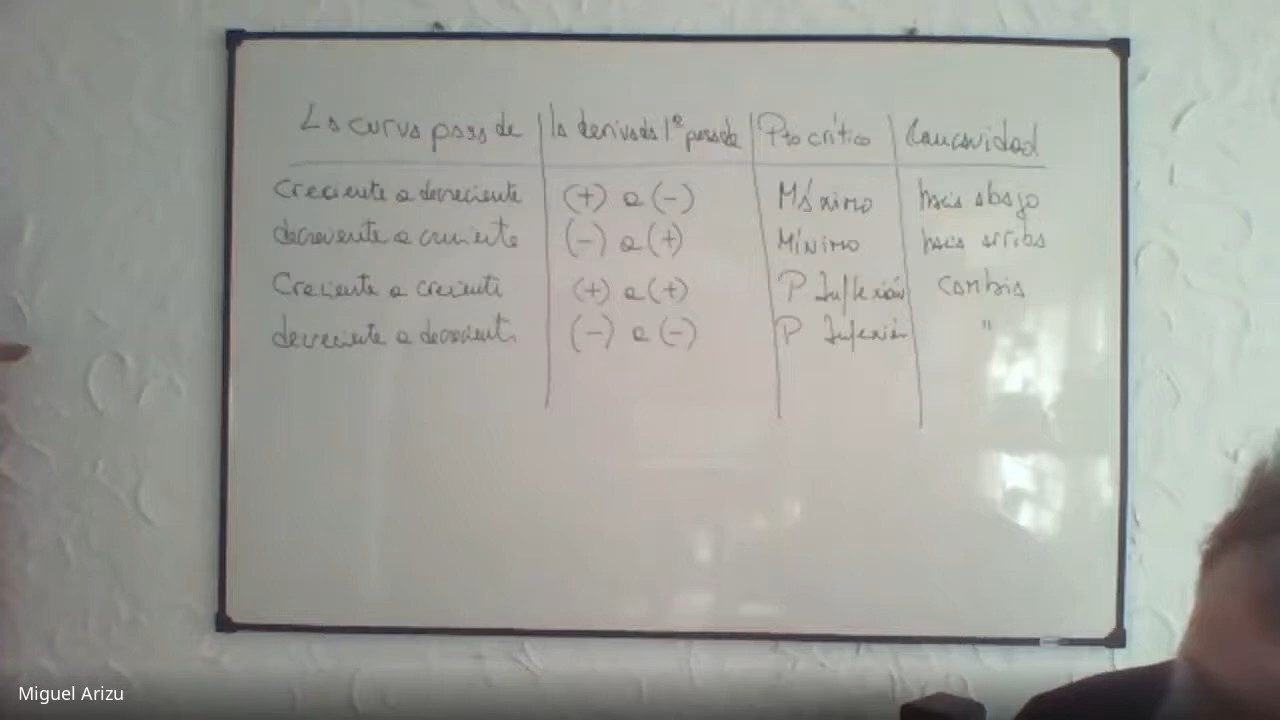 La curva pasa de | la derivada 1ª pasa de | Pto crítico | Concavidad
Creciente a decreciente | (+) a (-) | Máximo | hacia abajo
decreciente a creciente | (-) a (+) | Mínimo | hacia arriba
Creciente a creciente | (+) a (+) | P Inflexión | cambia
decreciente a decrecient. | (-) a (-) | P Inflexión | "
Miguel Arizu